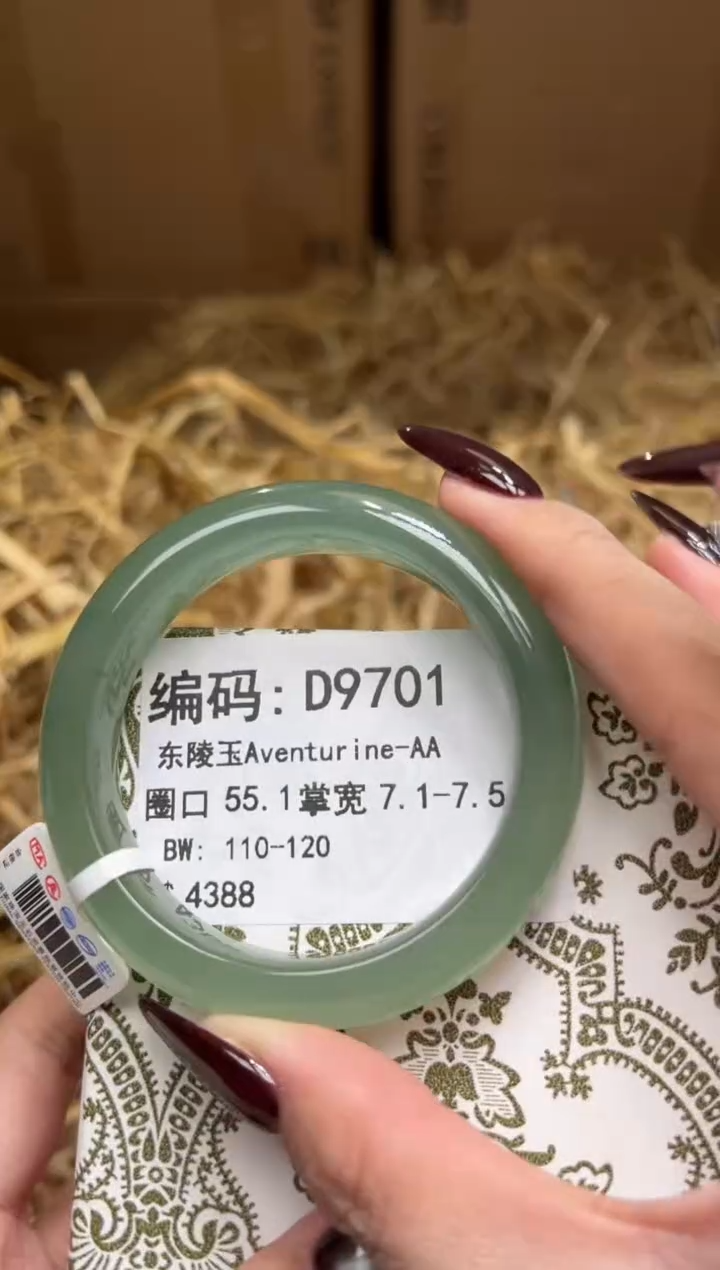 编码: D9701
东陵玉Aventurine-AA
圈口 55.1掌宽 7.1-7.5
BW: 110-120
4388